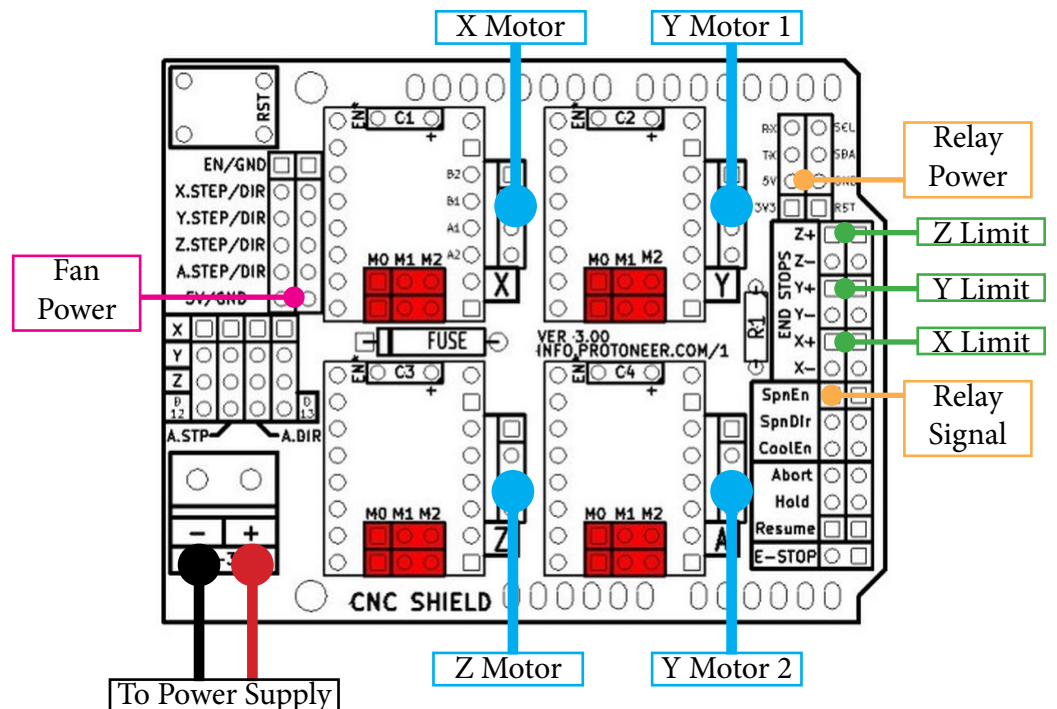 X Motor
Y Motor 1
RST
EN*
C1
+
EN*
C2
+
RX
SCL
TX
SDA
5V
GND
3V3
RST
Relay
Power
EN/GND
X.STEP/DIR
Y.STEP/DIR
Z.STEP/DIR
A.STEP/DIR
5V/GND
Fan
Power
B2
B1
A1
A2
M0 M1 M2
X
M0 M1 M2
Y
END STOPS
Z+
Z-
Y+
Y-
X+
X-
Z Limit
Y Limit
X Limit
R1
FUSE
VER 3.00
INFO.PROTONEER.COM/1
X
Y
Z
D
12
D
13
A.STP
A.DIR
EN*
C3
+
EN*
C4
+
SpnEn
SpnDir
CoolEn
Abort
Hold
Resume
E-STOP
Relay
Signal
- +
M0 M1 M2
Z
M0 M1 M2
A
CNC SHIELD
To Power Supply
Z Motor
Y Motor 2